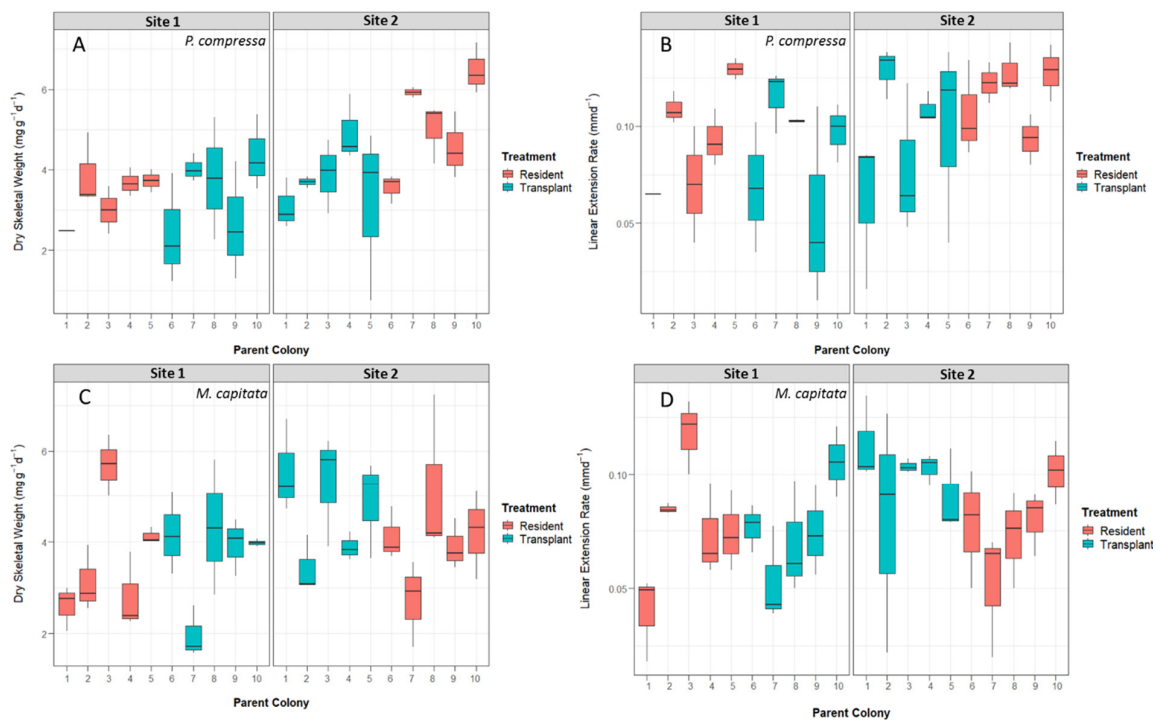 Site 1
Site 2
A
P. compressa
Dry Skeletal Weight (mg g⁻¹ d⁻¹)
6
4
2
1 2 3 4 5 6 7 8 9 10
1 2 3 4 5 6 7 8 9 10
Parent Colony
Treatment
Resident
Transplant
Site 1
Site 2
B
P. compressa
Linear Extension Rate (mmd⁻¹)
0.10
0.05
1 2 3 4 5 6 7 8 9 10
1 2 3 4 5 6 7 8 9 10
Parent Colony
Treatment
Resident
Transplant
Site 1
Site 2
C
M. capitata
Dry Skeletal Weight (mg g⁻¹ d⁻¹)
6
4
2
1 2 3 4 5 6 7 8 9 10
1 2 3 4 5 6 7 8 9 10
Parent Colony
Treatment
Resident
Transplant
Site 1
Site 2
D
M. capitata
Linear Extension Rate (mmd⁻¹)
0.10
0.05
1 2 3 4 5 6 7 8 9 10
1 2 3 4 5 6 7 8 9 10
Parent Colony
Treatment
Resident
Transplant